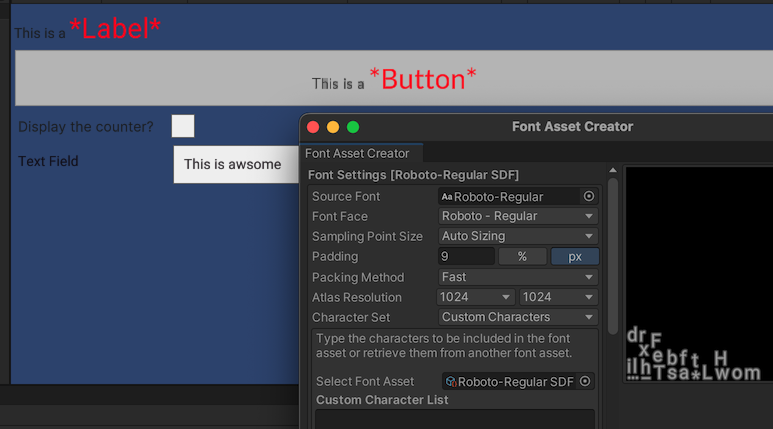 This is a *Label*
This is a *Button*
Display the counter?
Text Field
This is awsome
Font Asset Creator
Font Asset Creator
Font Settings [Roboto-Regular SDF]
Source Font
Aa Roboto-Regular
Font Face
Roboto - Regular
Sampling Point Size
Auto Sizing
Padding
9
%
px
Packing Method
Fast
Atlas Resolution
1024
1024
Character Set
Custom Characters
Type the characters to be included in the font
asset or retrieve them from another font asset.
Select Font Asset
Roboto-Regular SDF
Custom Character List
drF
xebft_H
ilhTsa*Lwom